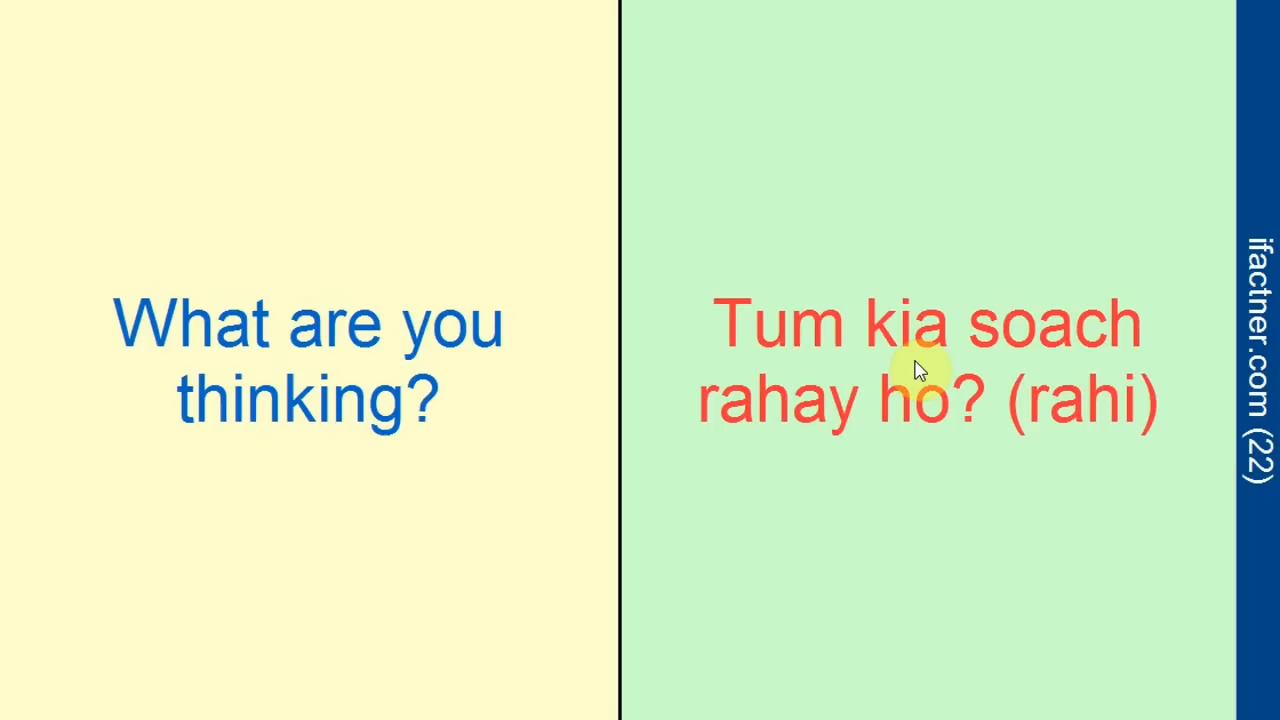 What are you
thinking?
Tum kia soach
rahay ho? (rahi)
ifactner.com (22)